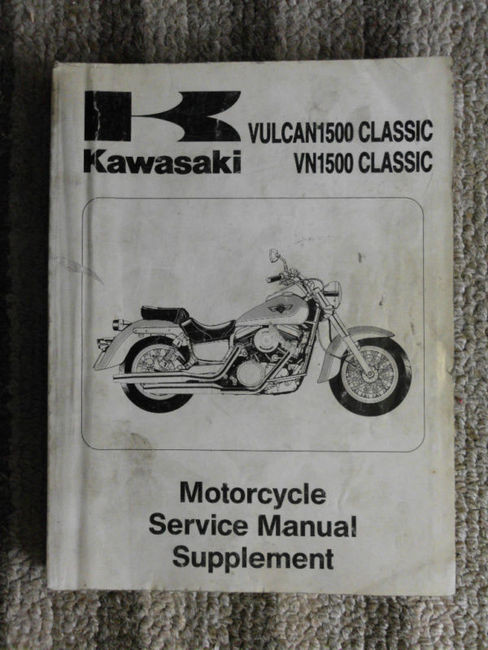 VULCAN1500 CLASSIC
VN1500 CLASSIC
Kawasaki
Motorcycle
Service Manual
Supplement